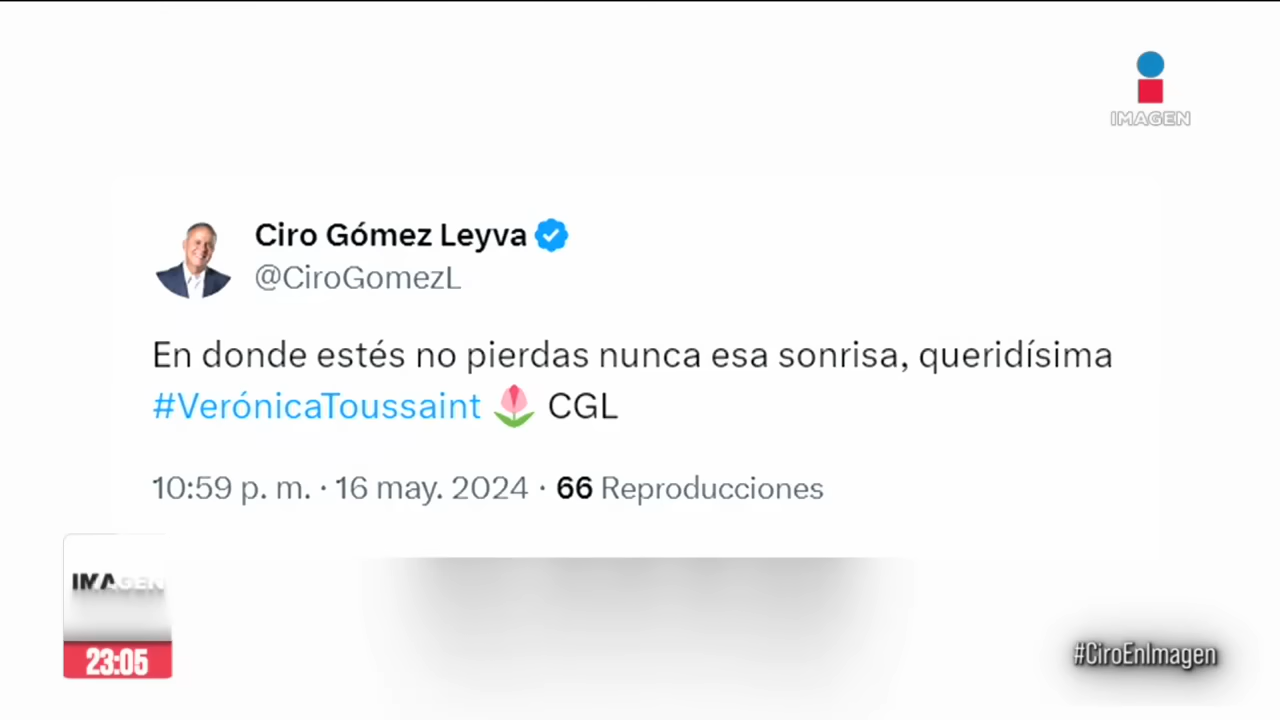 IMAGEN
Ciro Gómez Leyva
@CiroGomezL
En donde estés no pierdas nunca esa sonrisa, queridísima
#VerónicaToussaint 🌷 CGL
10:59 p. m. · 16 may. 2024 · 66 Reproducciones
IMAGEN
23:05
#CiroEnImagen